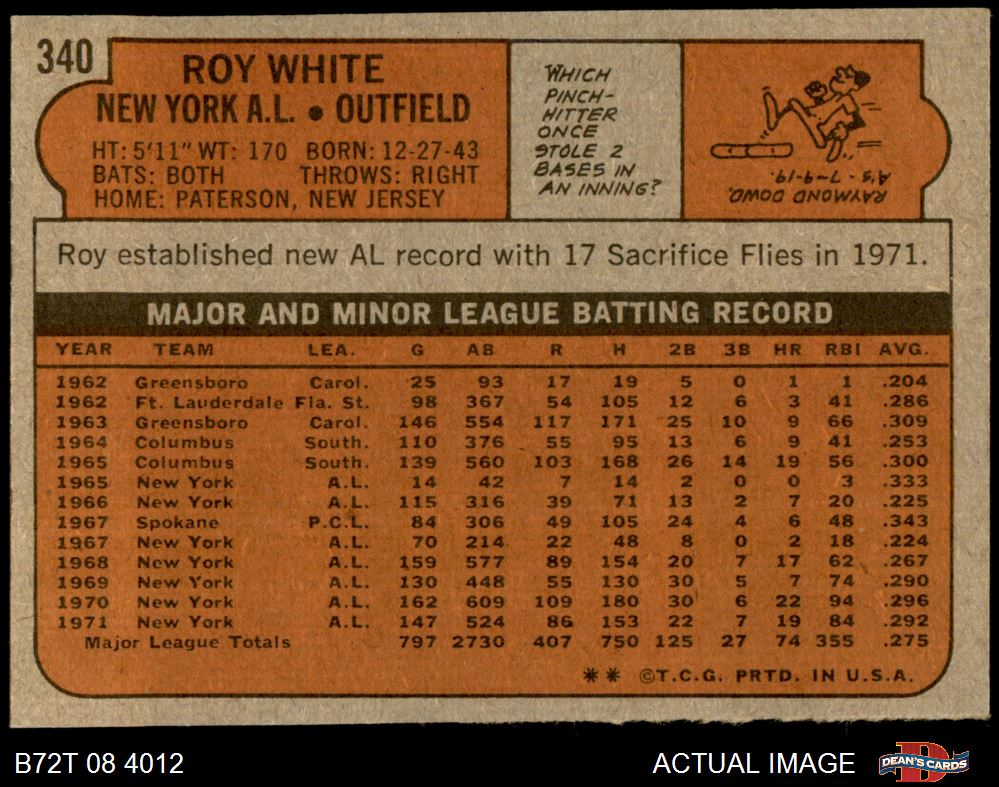 340
ROY WHITE
NEW YORK A.L. • OUTFIELD
HT: 5'11" WT: 170 BORN: 12-27-43
BATS: BOTH THROWS: RIGHT
HOME: PATERSON, NEW JERSEY
WHICH
PINCH-
HITTER
ONCE
STOLE 2
BASES IN
AN INNING?
RAYMOND DOWD,
A's - 7-9-19.
Roy established new AL record with 17 Sacrifice Flies in 1971.
MAJOR AND MINOR LEAGUE BATTING RECORD
YEAR TEAM LEA. G AB R H 2B 3B HR RBI AVG.
1962 Greensboro Carol. 25 93 17 19 5 0 1 1 .204
1962 Ft. Lauderdale Fla. St. 98 367 54 105 12 6 3 41 .286
1963 Greensboro Carol. 146 554 117 171 25 10 9 66 .309
1964 Columbus South. 110 376 55 95 13 6 9 41 .253
1965 Columbus South. 139 560 103 168 26 14 19 56 .300
1965 New York A.L. 14 42 7 14 2 0 0 3 .333
1966 New York A.L. 115 316 39 71 13 2 7 20 .225
1967 Spokane P.C.L. 84 306 49 105 24 4 6 48 .343
1967 New York A.L. 70 214 22 48 8 0 2 18 .224
1968 New York A.L. 159 577 89 154 20 7 17 62 .267
1969 New York A.L. 130 448 55 130 30 5 7 74 .290
1970 New York A.L. 162 609 109 180 30 6 22 94 .296
1971 New York A.L. 147 524 86 153 22 7 19 84 .292
Major League Totals 797 2730 407 750 125 27 74 355 .275
** ©T.C.G. PRTD. IN U.S.A.
B72T 08 4012
ACTUAL IMAGE
DEAN'S CARDS